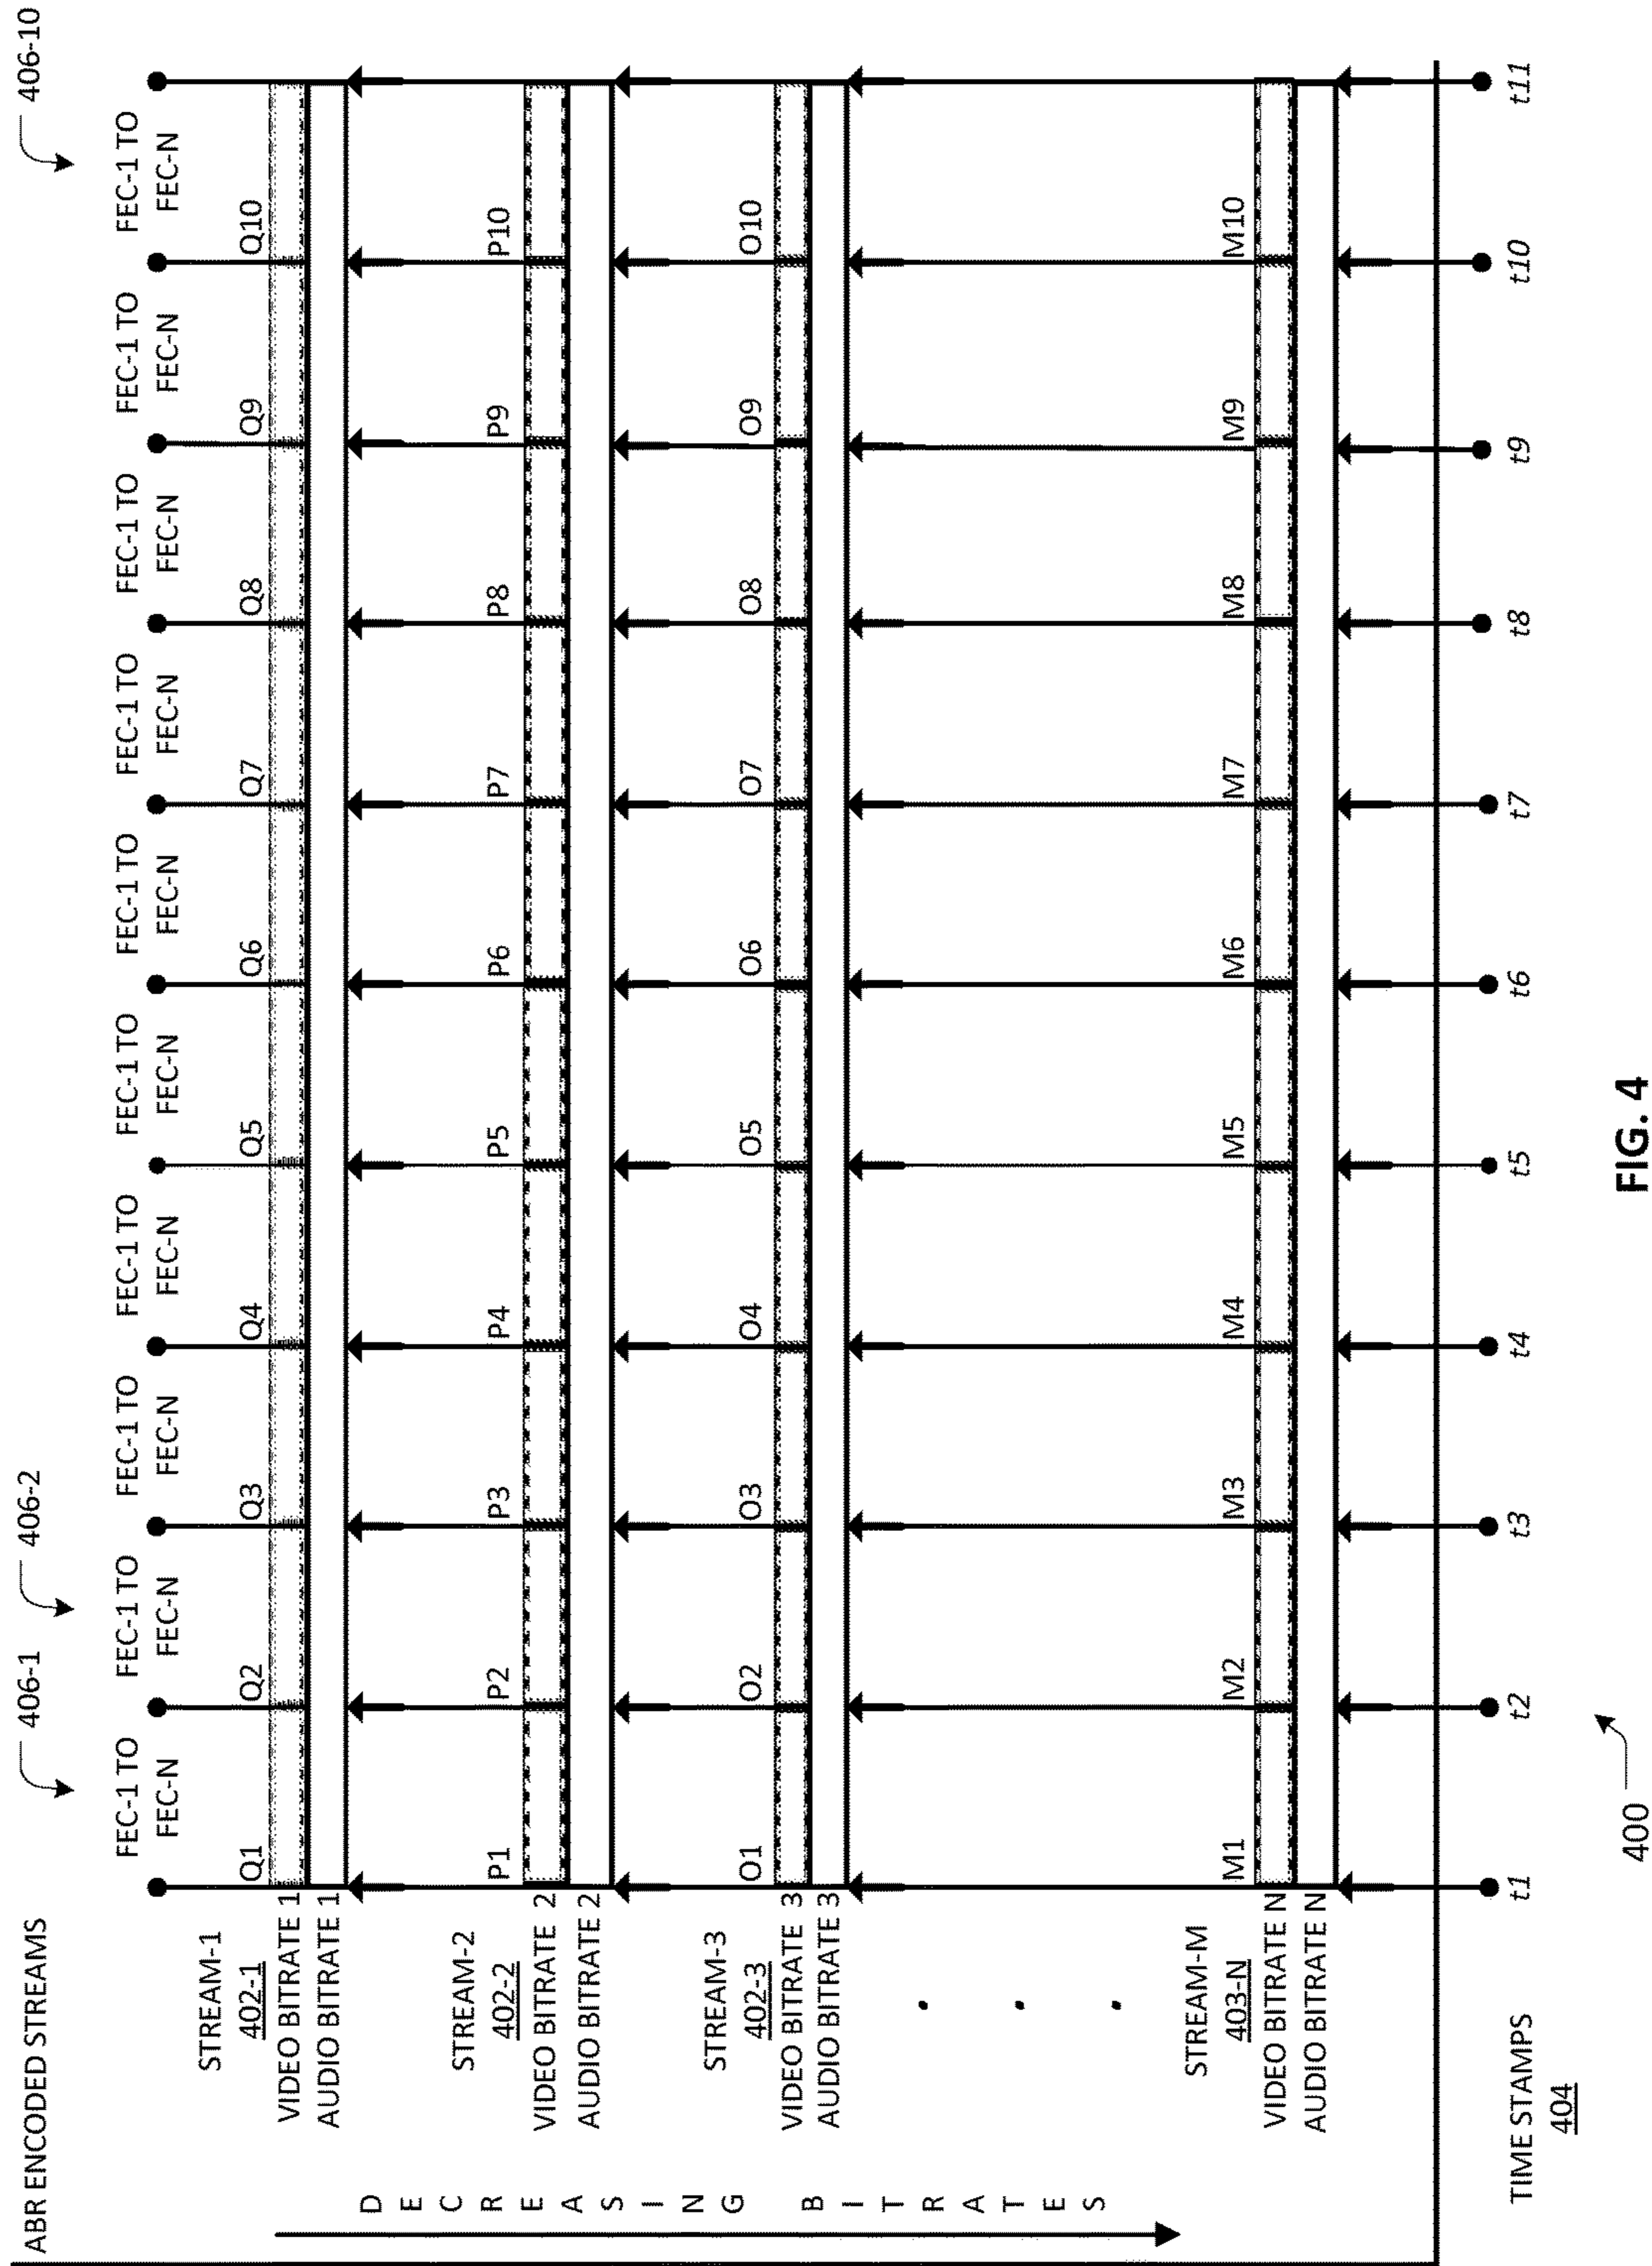 ABR ENCODED STREAMS
406-1
406-2
406-10
FEC-1 TO FEC-1 TO FEC-1 TO FEC-1 TO FEC-1 TO FEC-1 TO FEC-1 TO FEC-1 TO FEC-1 TO FEC-1 TO
FEC-N FEC-N FEC-N FEC-N FEC-N FEC-N FEC-N FEC-N FEC-N FEC-N
STREAM-1
402-1
Q1 Q2 Q3 Q4 Q5 Q6 Q7 Q8 Q9 Q10
VIDEO BITRATE 1
AUDIO BITRATE 1
STREAM-2
402-2
P1 P2 P3 P4 P5 P6 P7 P8 P9 P10
VIDEO BITRATE 2
AUDIO BITRATE 2
STREAM-3
402-3
O1 O2 O3 O4 O5 O6 O7 O8 O9 O10
VIDEO BITRATE 3
AUDIO BITRATE 3
. . .
STREAM-M
403-N
M1 M2 M3 M4 M5 M6 M7 M8 M9 M10
VIDEO BITRATE N
AUDIO BITRATE N
DECREASING BITRATES
TIME STAMPS
404
t1 t2 t3 t4 t5 t6 t7 t8 t9 t10 t11
400
FIG. 4